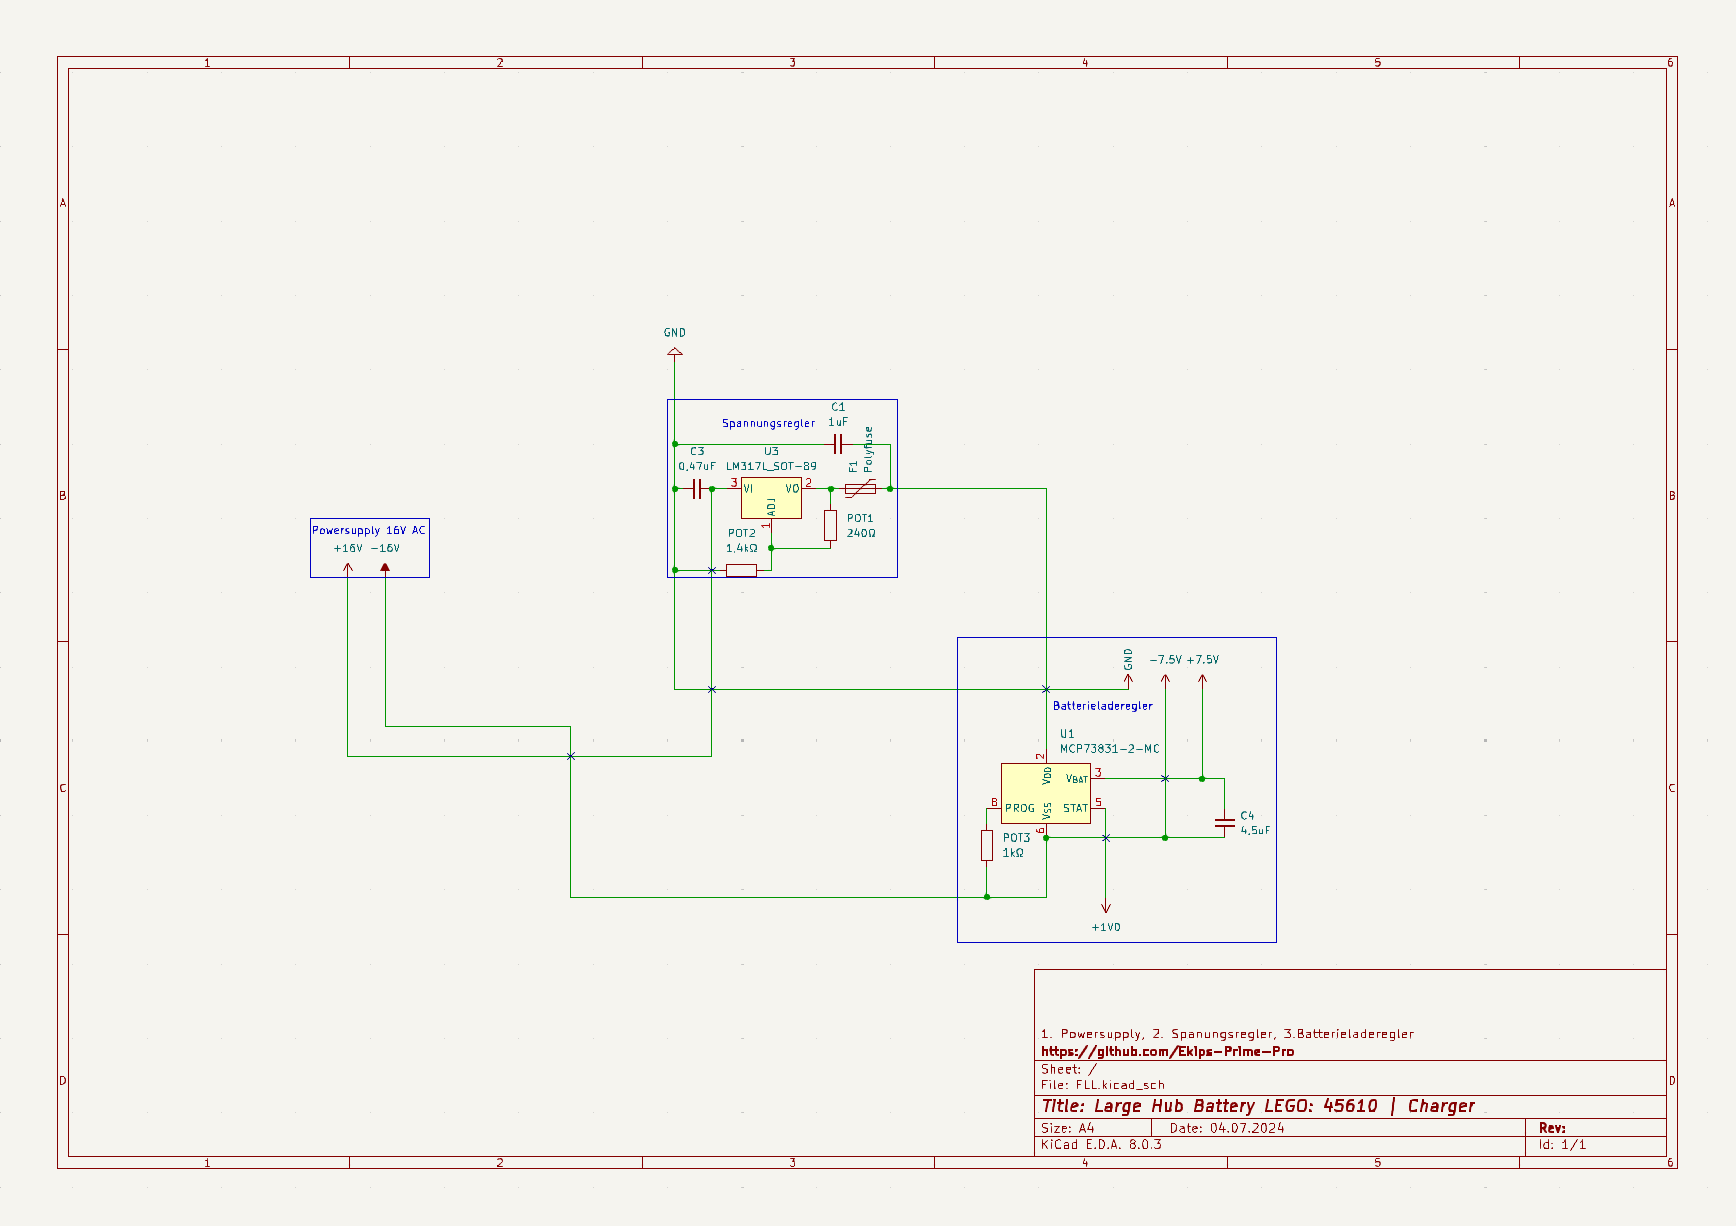 1 2 3 4 5 6
A A
GND
C1
Spannungsregler 1uF
C3 U3
0,47uF LM317L_SOT-89
F1 Polyfuse
3 VI VO 2
ADJ
1
POT1
240Ω
POT2
1,4kΩ
B B
Powersupply 16V AC
+16V -16V
GND -7.5V +7.5V
Batterieladeregler
U1
MCP73831-2-MC
2
VDD
VBAT 3
8 PROG STAT 5
VSS
6
POT3
1kΩ
C4
4,5uF
C C
+1V0
1. Powersupply, 2. Spanungsregler, 3.Batterieladeregler
https://github.com/Ekips-Prime-Pro
Sheet: /
File: FLL.kicad_sch
Title: Large Hub Battery LEGO: 45610 | Charger
Size: A4 Date: 04.07.2024 Rev:
KiCad E.D.A. 8.0.3 Id: 1/1
D D
1 2 3 4 5 6